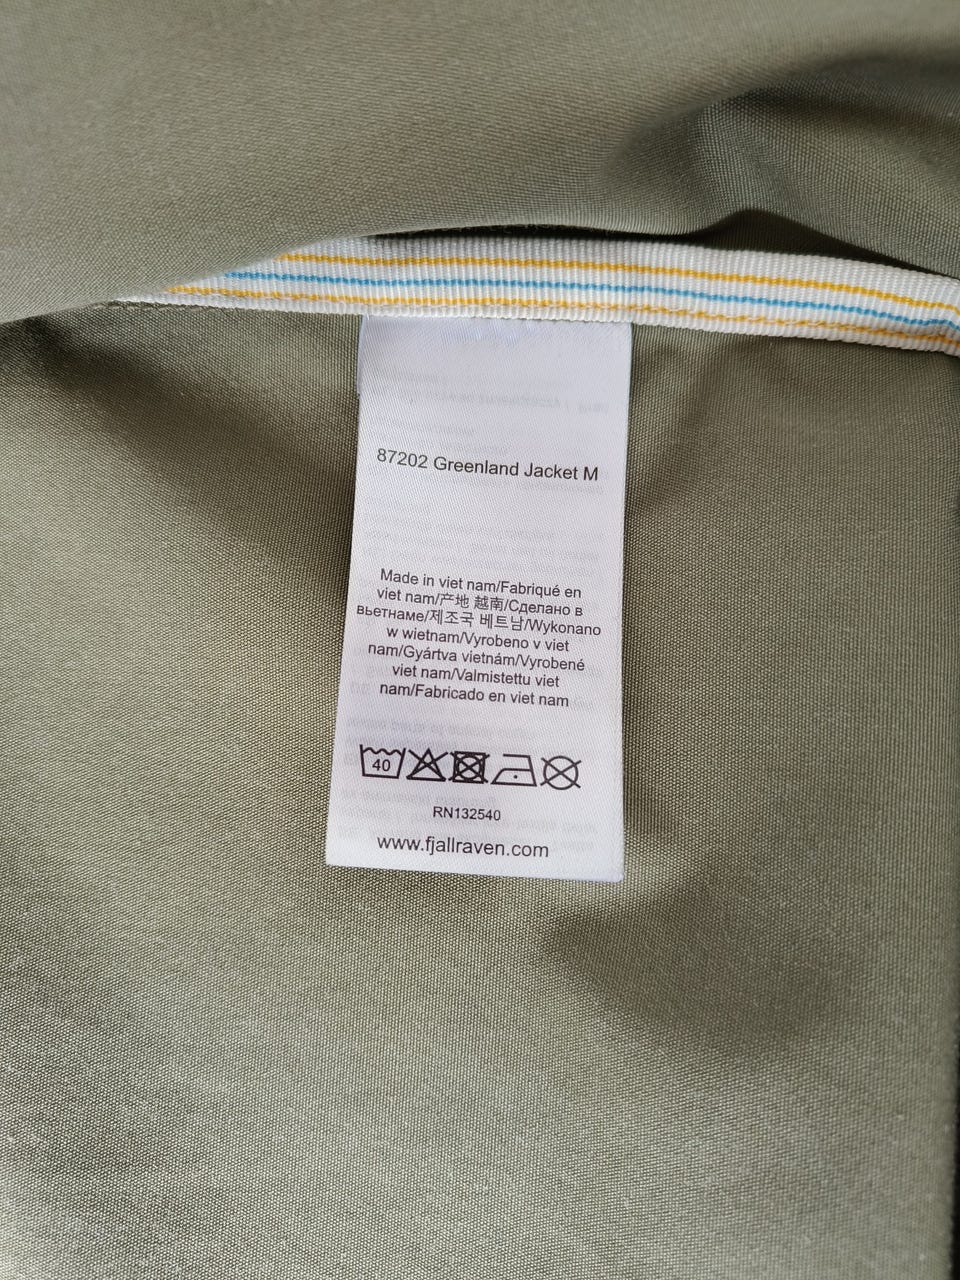 87202 Greenland Jacket M
Made in viet nam/Fabriqué en
viet nam/产地 越南/Сделано в
вьетнаме/제조국 베트남/Wykonano
w wietnam/Vyrobeno v viet
nam/Gyártva vietnám/Vyrobené
viet nam/Valmistettu viet
nam/Fabricado en viet nam
40
RN132540
www.fjallraven.com